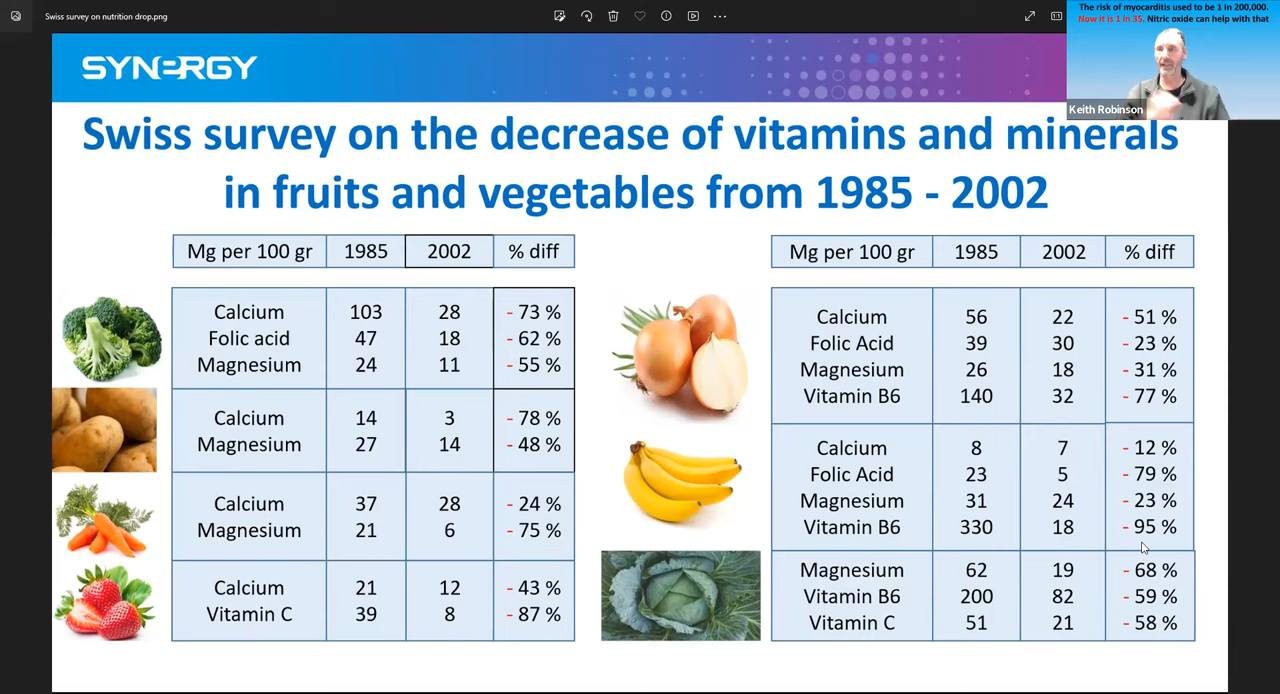 Swiss survey on nutrition drop.png
The risk of myocarditis used to be 1 In 200,000.
Now it is 1 In 35. Nitric oxide can help with that
Keith Robinson
SYNERGY
Swiss survey on the decrease of vitamins and minerals
in fruits and vegetables from 1985 - 2002
Mg per 100 gr 1985 2002 % diff
Calcium 103 28 - 73 %
Folic acid 47 18 - 62 %
Magnesium 24 11 - 55 %
Calcium 14 3 - 78 %
Magnesium 27 14 - 48 %
Calcium 37 28 - 24 %
Magnesium 21 6 - 75 %
Calcium 21 12 - 43 %
Vitamin C 39 8 - 87 %
Mg per 100 gr 1985 2002 % diff
Calcium 56 22 - 51 %
Folic Acid 39 30 - 23 %
Magnesium 26 18 - 31 %
Vitamin B6 140 32 - 77 %
Calcium 8 7 - 12 %
Folic Acid 23 5 - 79 %
Magnesium 31 24 - 23 %
Vitamin B6 330 18 - 95 %
Magnesium 62 19 - 68 %
Vitamin B6 200 82 - 59 %
Vitamin C 51 21 - 58 %